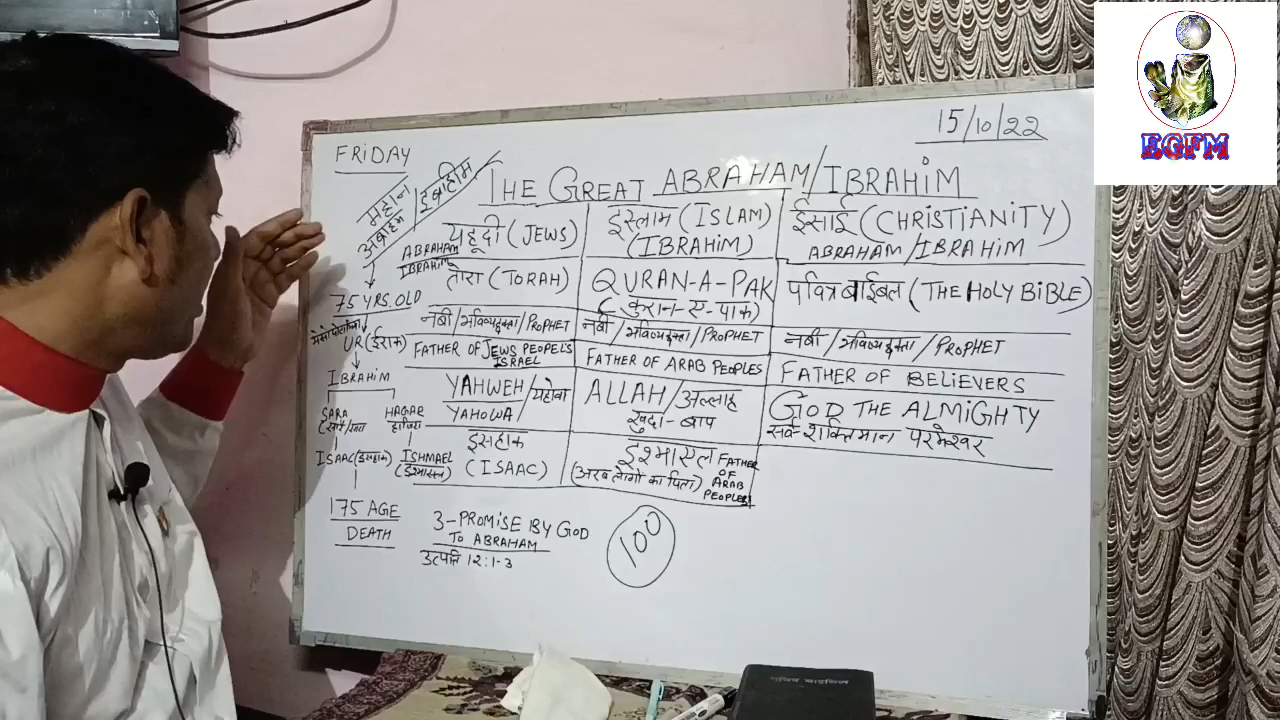 EGFM
15/10/22
FRIDAY
THE GREAT ABRAHAM/IBRAHIM
महान
अब्राहम/इब्राहीम
75 YRS. OLD
UR (ईराक)
IBRAHIM
SARA
HAGAR
ISAAC (इसहाक)
ISHMAEL
175 AGE
DEATH
यहूदी (JEWS)
ABRAHAM
IBRAHIM
इस्लाम (ISLAM)
(IBRAHIM)
ईसाई (CHRISTIANITY)
ABRAHAM/IBRAHIM
तोरा (TORAH)
QURAN-A-PAK
(कुरान-ए-पाक)
पवित्र बाईबल (THE HOLY BIBLE)
नबी/भविष्यद्वक्ता/PROPHET
नबी/भविष्यद्वक्ता/PROPHET
नबी/भविष्यद्वक्ता/PROPHET
FATHER OF JEWS PEOPEL'S
ISRAEL
FATHER OF ARAB PEOPLES
FATHER OF BELIEVERS
YAHWEH/यहोवा
YAHOWA
ALLAH/अल्लाह
खुदा-बाप
GOD THE ALMIGHTY
सर्व शक्तिमान परमेश्वर
इसहाक
(ISAAC)
इश्माएल FATHER
OF
ARAB
PEOPLES
(अरब लोगो का पिता)
3-PROMISE BY GOD
TO ABRAHAM
उत्पत्ति 12:1-3
100
पवित्र बाइबिल